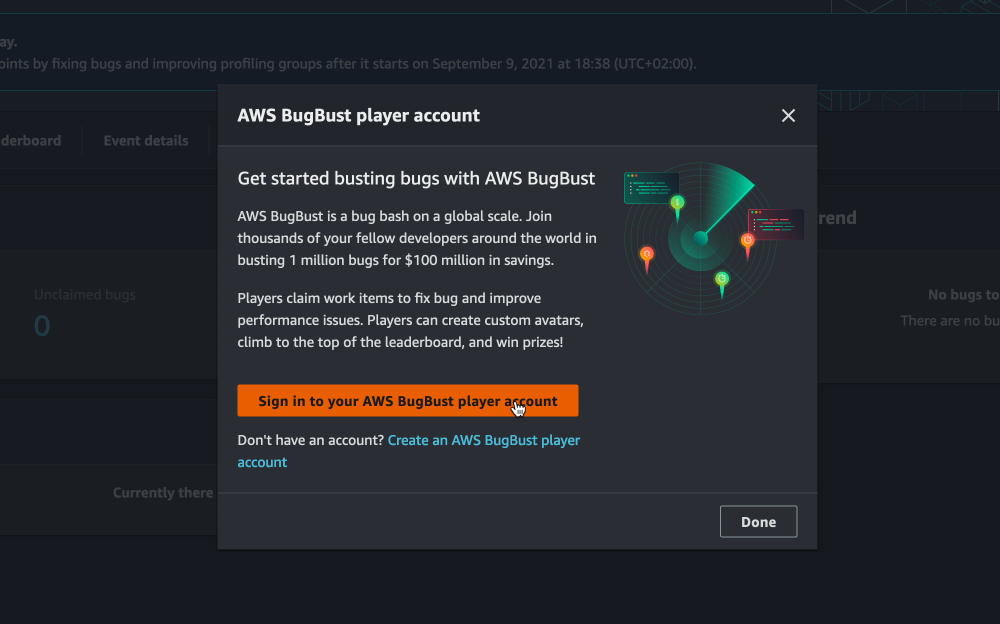 ay.
oints by fixing bugs and improving profiling groups after it starts on September 9, 2021 at 18:38 (UTC+02:00).
AWS BugBust player account
derboard Event details
Get started busting bugs with AWS BugBust
AWS BugBust is a bug bash on a global scale. Join
thousands of your fellow developers around the world in
busting 1 million bugs for $100 million in savings.
rend
Unclaimed bugs
0
No bugs to
There are no bu
Players claim work items to fix bug and improve
performance issues. Players can create custom avatars,
climb to the top of the leaderboard, and win prizes!
Sign in to your AWS BugBust player account
Don't have an account? Create an AWS BugBust player
account
Currently there
Done